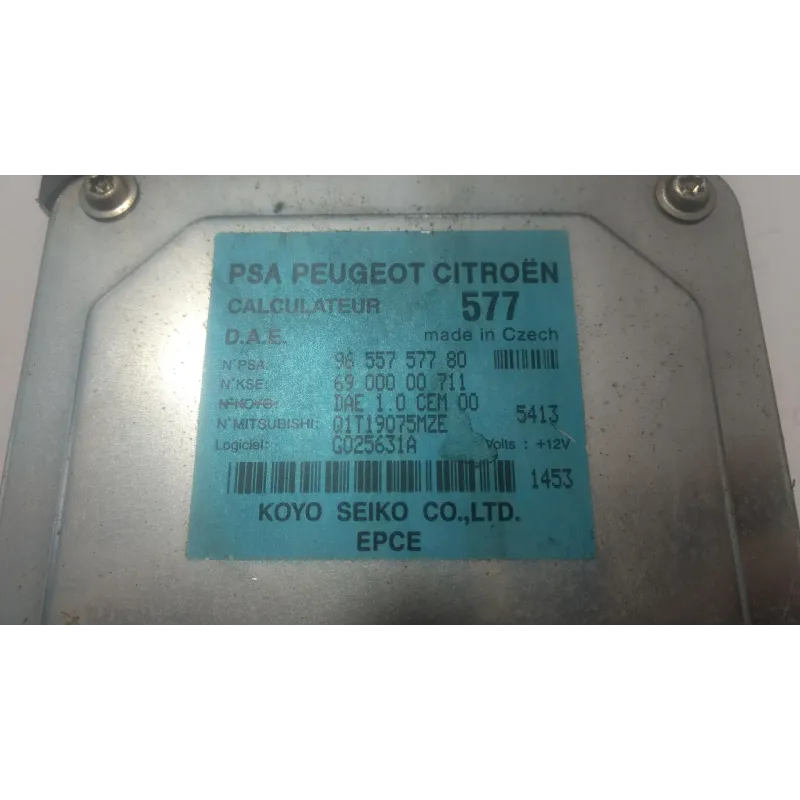 PSA PEUGEOT CITROËN
CALCULATEUR 577
D.A.E. made in Czech
N°PSA: 96 557 577 80
N°KSE: 69 000 00 711
N°KOYO: DAE 1.0 CEM 00 5413
N°MITSUBISHI: Q1T19075MZE
Logiciel: G025631A Volts : +12V
1453
KOYO SEIKO CO.,LTD.
EPCE